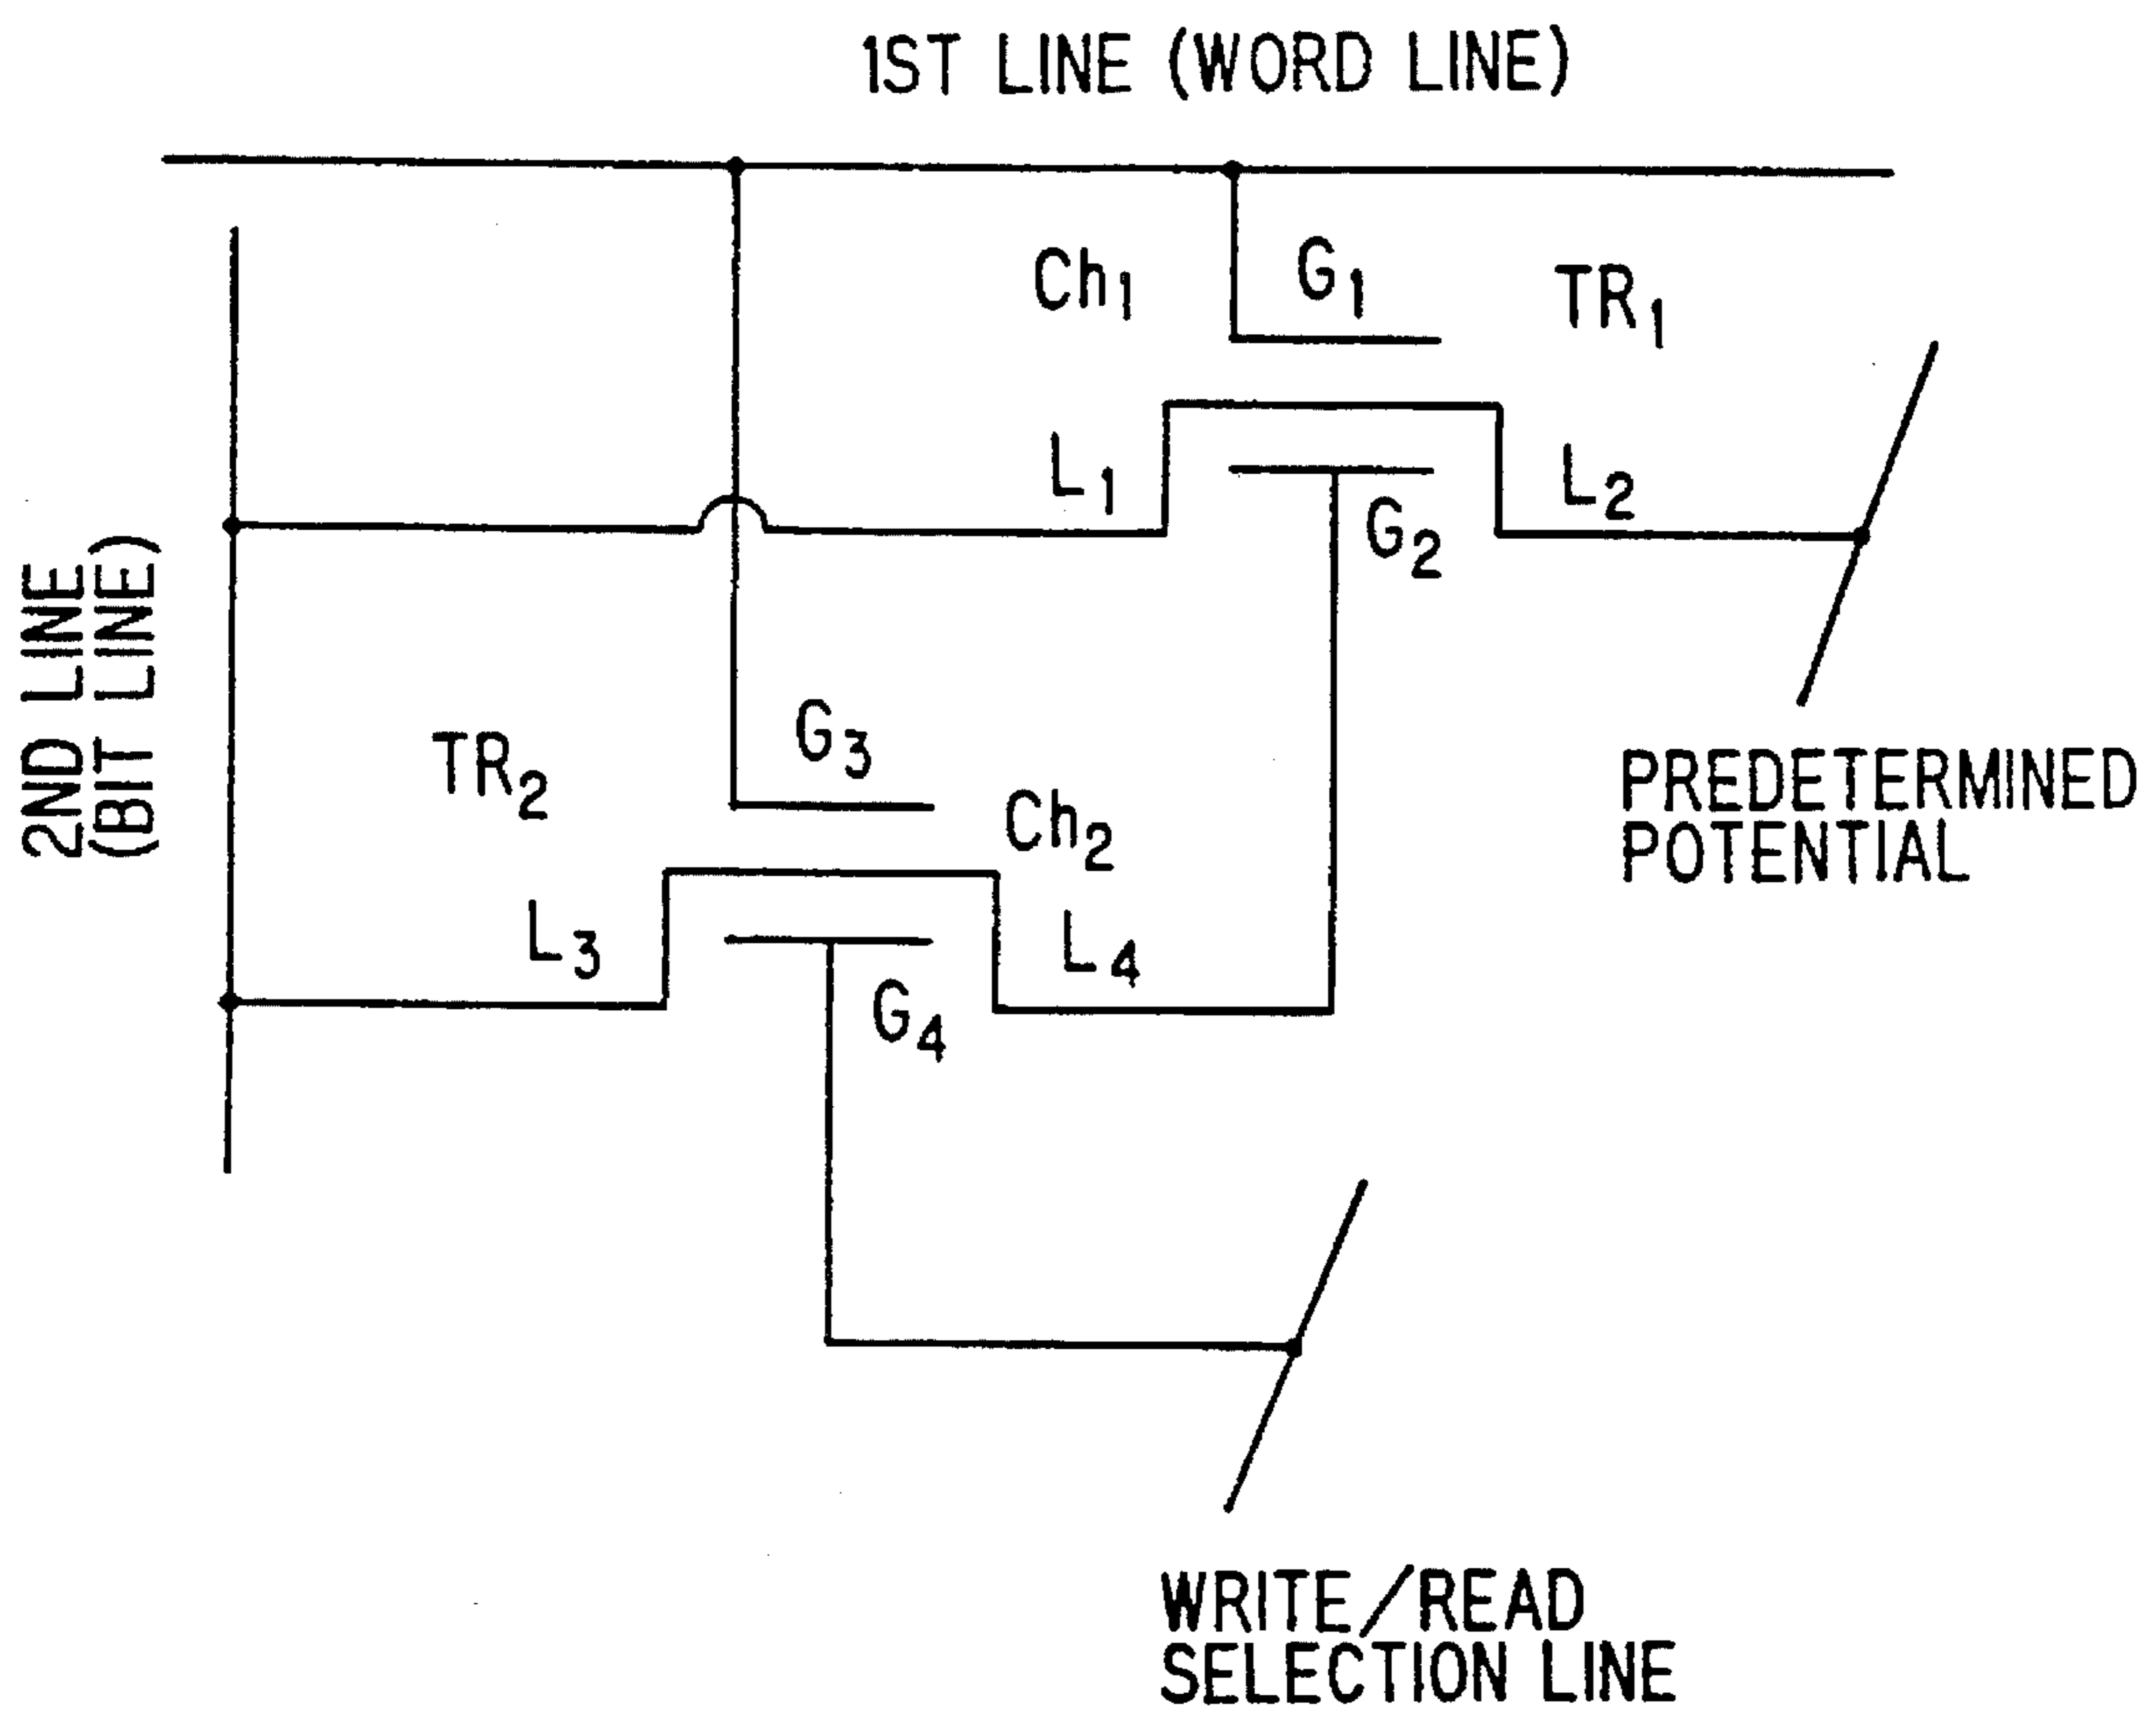 1ST LINE (WORD LINE)
Ch1
G1
TR1
L1
L2
G2
2ND LINE
(BIT LINE)
TR2
G3
Ch2
PREDETERMINED
POTENTIAL
L3
L4
G4
WRITE/READ
SELECTION LINE